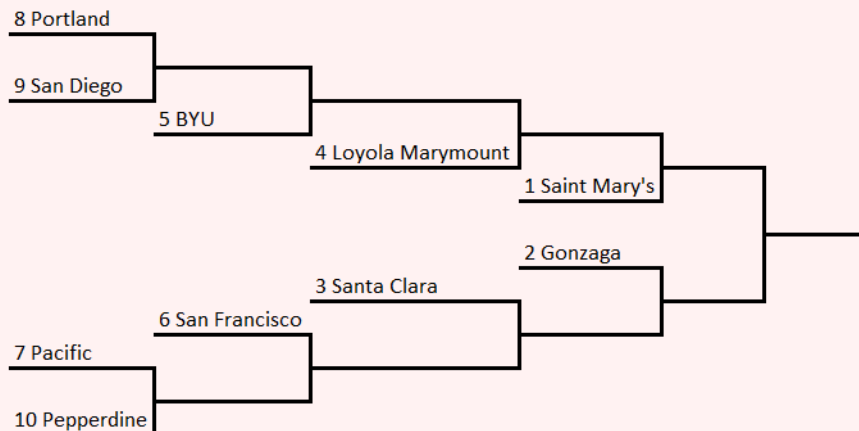 8 Portland
9 San Diego
5 BYU
4 Loyola Marymount
1 Saint Mary's
2 Gonzaga
3 Santa Clara
6 San Francisco
7 Pacific
10 Pepperdine